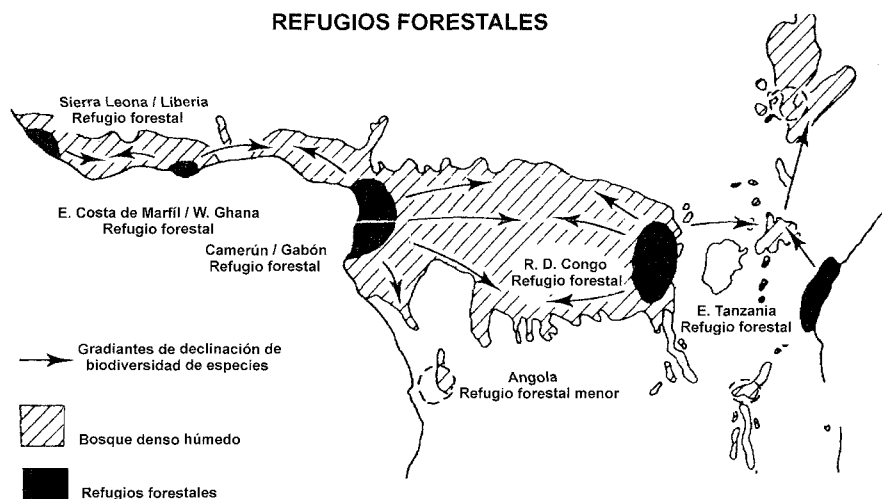 REFUGIOS FORESTALES
Sierra Leona / Liberia
Refugio forestal
E. Costa de Marfíl / W. Ghana
Refugio forestal
Camerún / Gabón
Refugio forestal
R. D. Congo
Refugio forestal
E. Tanzania
Refugio forestal
Angola
Refugio forestal menor
Gradiantes de declinación de
biodiversidad de especíes
Bosque denso húmedo
Refugios forestales